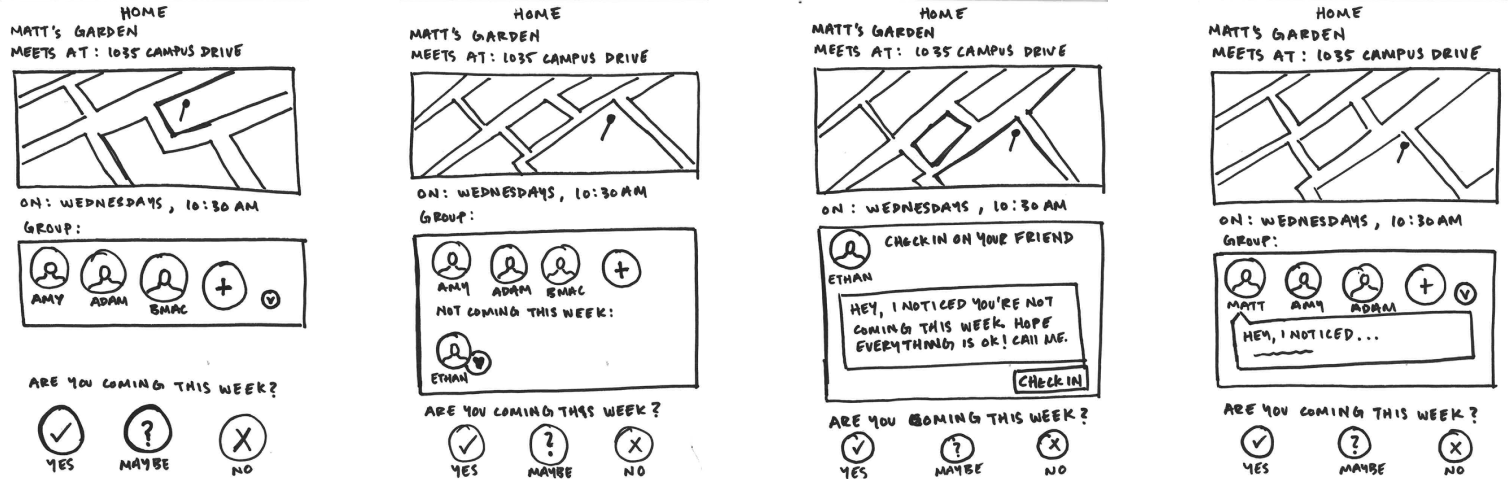 HOME
MATT'S GARDEN
MEETS AT: 1035 CAMPUS DRIVE
ON: WEDNESDAYS, 10:30 AM
GROUP:
AMY ADAM BMAC + V
ARE YOU COMING THIS WEEK?
✓ ? X
YES MAYBE NO
HOME
MATT'S GARDEN
MEETS AT: 1035 CAMPUS DRIVE
ON: WEDNESDAYS, 10:30 AM
GROUP:
AMY ADAM BMAC +
NOT COMING THIS WEEK:
ETHAN
ARE YOU COMING THIS WEEK?
✓ ? X
YES MAYBE NO
HOME
MATT'S GARDEN
MEETS AT: 1035 CAMPUS DRIVE
ON: WEDNESDAYS, 10:30 AM
CHECK IN ON YOUR FRIEND
ETHAN
HEY, I NOTICED YOU'RE NOT
COMING THIS WEEK. HOPE
EVERYTHING IS OK! CALL ME.
CHECK IN
ARE YOU COMING THIS WEEK?
✓ ? X
YES MAYBE NO
HOME
MATT'S GARDEN
MEETS AT: 1035 CAMPUS DRIVE
ON: WEDNESDAYS, 10:30 AM
GROUP:
MATT AMY ADAM + V
HEY, I NOTICED...
ARE YOU COMING THIS WEEK?
✓ ? X
YES MAYBE NO